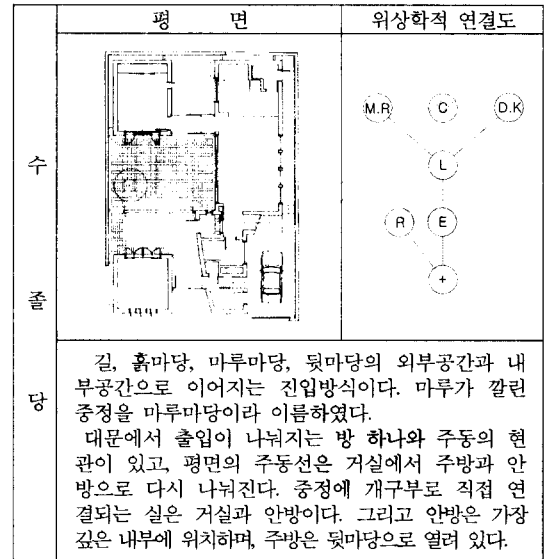 평 면 위상학적 연결도
수
졸
당
M.R C D.K
L
R E
+
길, 흙마당, 마루마당, 뒷마당의 외부공간과 내
부공간으로 이어지는 진입방식이다. 마루가 깔린
중정을 마루마당이라 이름하였다.
대문에서 출입이 나눠지는 방 하나와 주동의 현
관이 있고, 평면의 주동선은 거실에서 주방과 안
방으로 다시 나눠진다. 중정에 개구부로 직접 연
결되는 실은 거실과 안방이다. 그리고 안방은 가장
깊은 내부에 위치하며, 주방은 뒷마당으로 열려 있다.